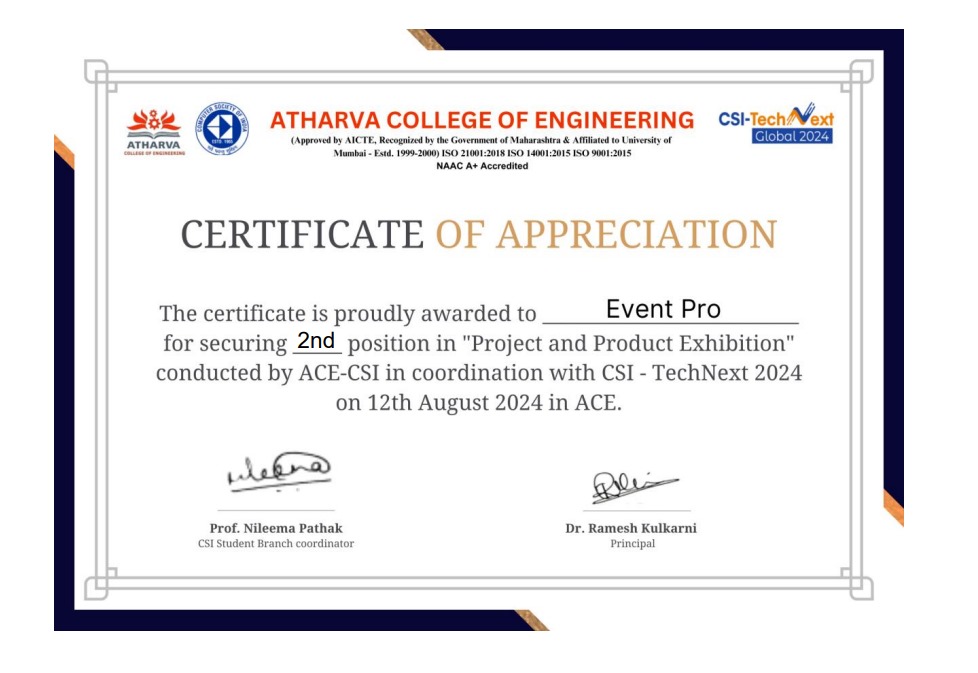 ATHARVA
COLLEGE OF ENGINEERING
COMPUTER SOCIETY OF INDIA
ESTD. 1965
ATHARVA COLLEGE OF ENGINEERING
(Approved by AICTE, Recognized by the Government of Maharashtra & Affiliated to University of
Mumbai - Estd. 1999-2000) ISO 21001:2018 ISO 14001:2015 ISO 9001:2015
NAAC A+ Accredited
CSI-TechNext
Global 2024
CERTIFICATE OF APPRECIATION
The certificate is proudly awarded to Event Pro
for securing 2nd position in "Project and Product Exhibition"
conducted by ACE-CSI in coordination with CSI - TechNext 2024
on 12th August 2024 in ACE.
Nileema
Prof. Nileema Pathak
CSI Student Branch coordinator
Dr. Ramesh Kulkarni
Principal